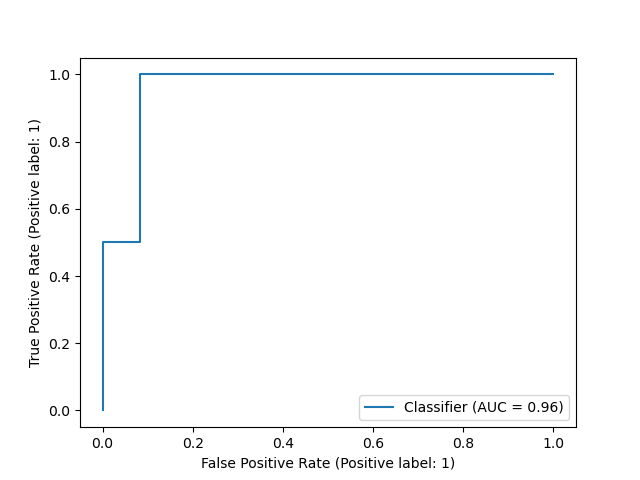 1.0
0.8
0.6
0.4
0.2
0.0
True Positive Rate (Positive label: 1)
Classifier (AUC = 0.96)
0.0 0.2 0.4 0.6 0.8 1.0
False Positive Rate (Positive label: 1)